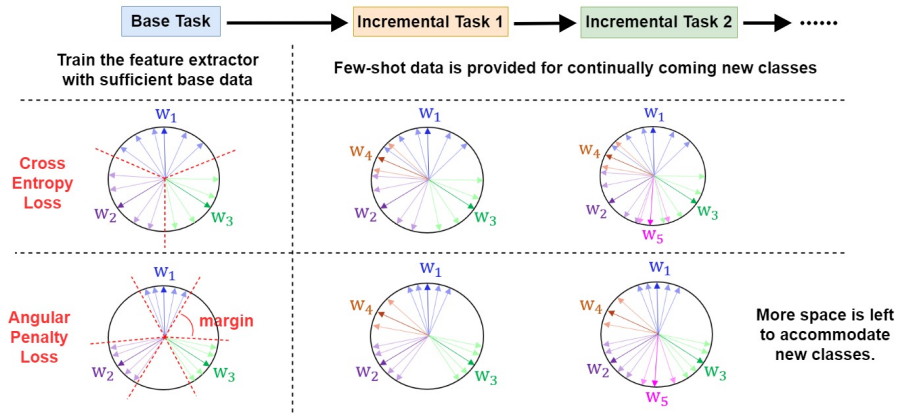 Base Task
Incremental Task 1
Incremental Task 2
......
Train the feature extractor
with sufficient base data
Few-shot data is provided for continually coming new classes
Cross
Entropy
Loss
w1
w2
w3
w1
w4
w2
w3
w1
w4
w2
w3
w5
Angular
Penalty
Loss
w1
margin
w2
w3
w1
w4
w2
w3
w1
w4
w2
w3
w5
More space is left
to accommodate
new classes.